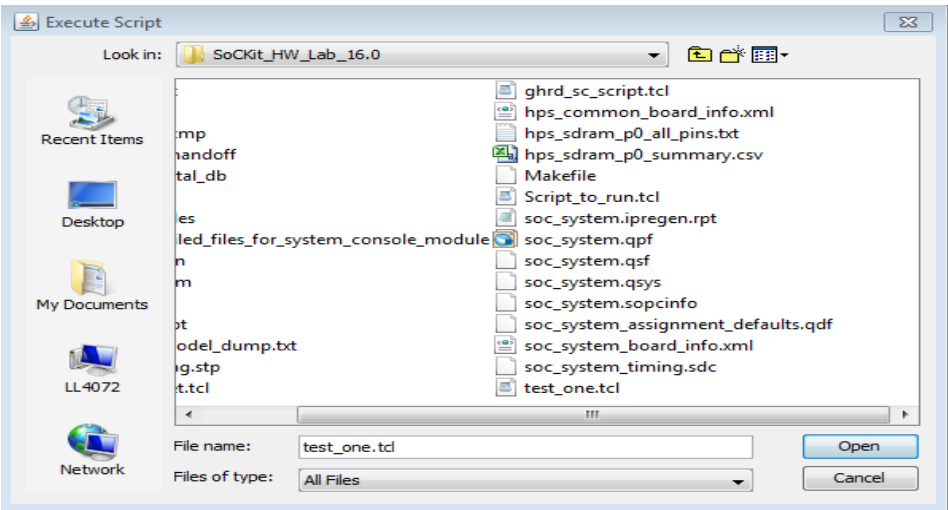 Execute Script
Look in:
SoCKit_HW_Lab_16.0
Recent Items
Desktop
My Documents
LL4072
Network
:
:mp
handoff
tal_db
les
iled_files_for_system_console_module
n
m
pt
odel_dump.txt
g.stp
t.tcl
ghrd_sc_script.tcl
hps_common_board_info.xml
hps_sdram_p0_all_pins.txt
hps_sdram_p0_summary.csv
Makefile
Script_to_run.tcl
soc_system.ipregen.rpt
soc_system.qpf
soc_system.qsf
soc_system.qsys
soc_system.sopcinfo
soc_system_assignment_defaults.qdf
soc_system_board_info.xml
soc_system_timing.sdc
test_one.tcl
File name:
test_one.tcl
Open
Files of type:
All Files
Cancel